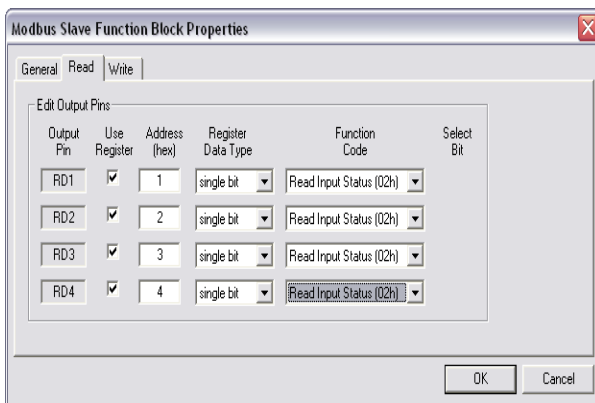 Modbus Slave Function Block Properties
General Read Write
Edit Output Pins
Output Pin Use Register Address (hex) Register Data Type Function Code Select Bit
RD1 1 single bit Read Input Status (02h)
RD2 2 single bit Read Input Status (02h)
RD3 3 single bit Read Input Status (02h)
RD4 4 single bit Read Input Status (02h)
OK Cancel